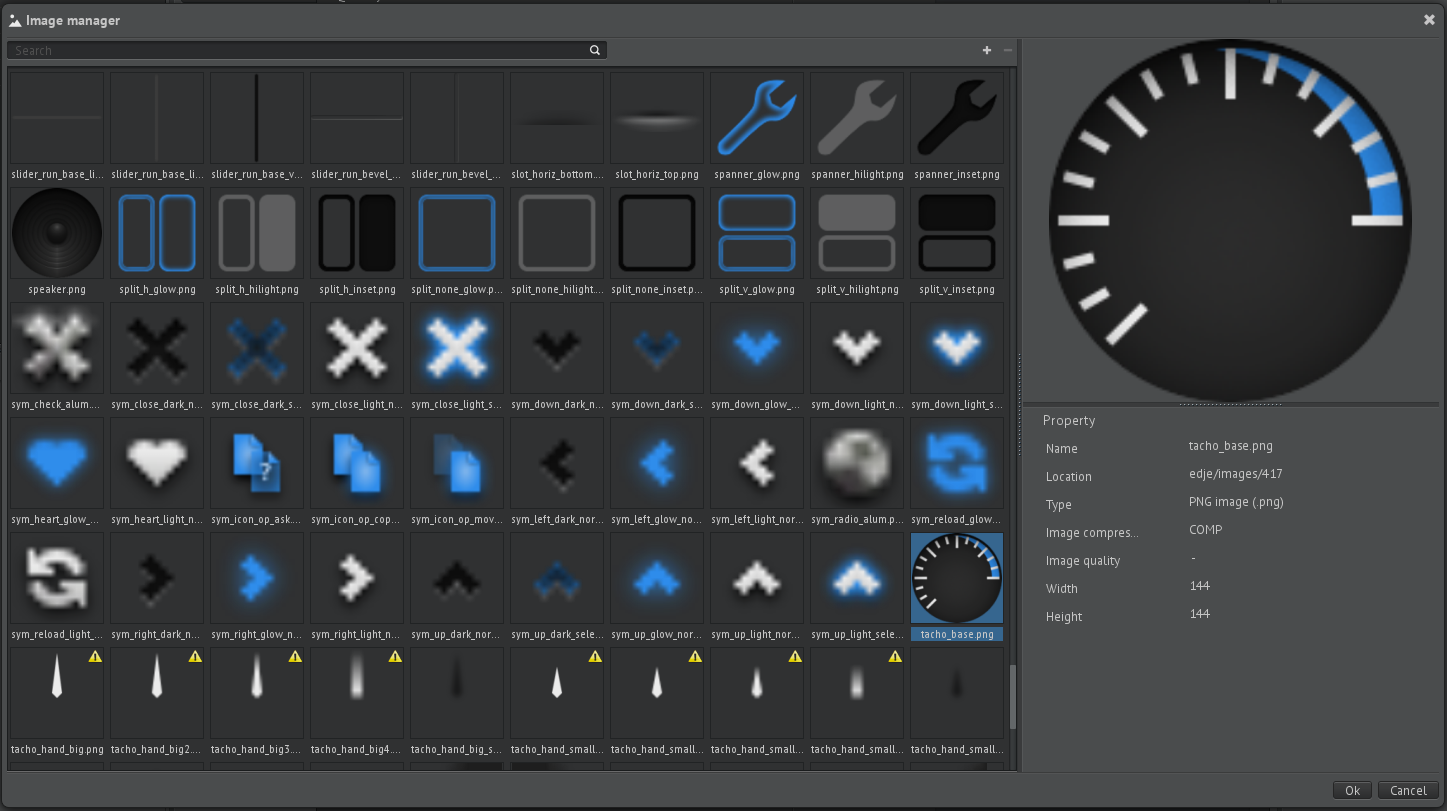 Image manager
Search
slider_run_base_li... slider_run_base_li... slider_run_base_v... slider_run_bevel_... slider_run_bevel_... slot_horiz_bottom.... slot_horiz_top.png spanner_glow.png spanner_hilight.png spanner_inset.png
speaker.png split_h_glow.png split_h_hilight.png split_h_inset.png split_none_glow.p... split_none_hilight.... split_none_inset.p... split_v_glow.png split_v_hilight.png split_v_inset.png
sym_check_alum.... sym_close_dark_n... sym_close_dark_s... sym_close_light_n... sym_close_light_s... sym_down_dark_n... sym_down_dark_s... sym_down_glow_... sym_down_light_n... sym_down_light_s...
?
sym_heart_glow_... sym_heart_light_n... sym_icon_op_ask... sym_icon_op_cop... sym_icon_op_mov... sym_left_dark_nor... sym_left_glow_no... sym_left_light_nor... sym_radio_alum.p... sym_reload_glow...
sym_reload_light_... sym_right_dark_n... sym_right_glow_n... sym_right_light_n... sym_up_dark_nor... sym_up_dark_sele... sym_up_glow_nor... sym_up_light_nor... sym_up_light_sele... tacho_base.png
tacho_hand_big.png tacho_hand_big2.... tacho_hand_big3.... tacho_hand_big4.... tacho_hand_big_s... tacho_hand_small... tacho_hand_small... tacho_hand_small... tacho_hand_small... tacho_hand_small...
Property
Name tacho_base.png
Location edje/images/417
Type PNG image (.png)
Image compres... COMP
Image quality -
Width 144
Height 144
Ok Cancel